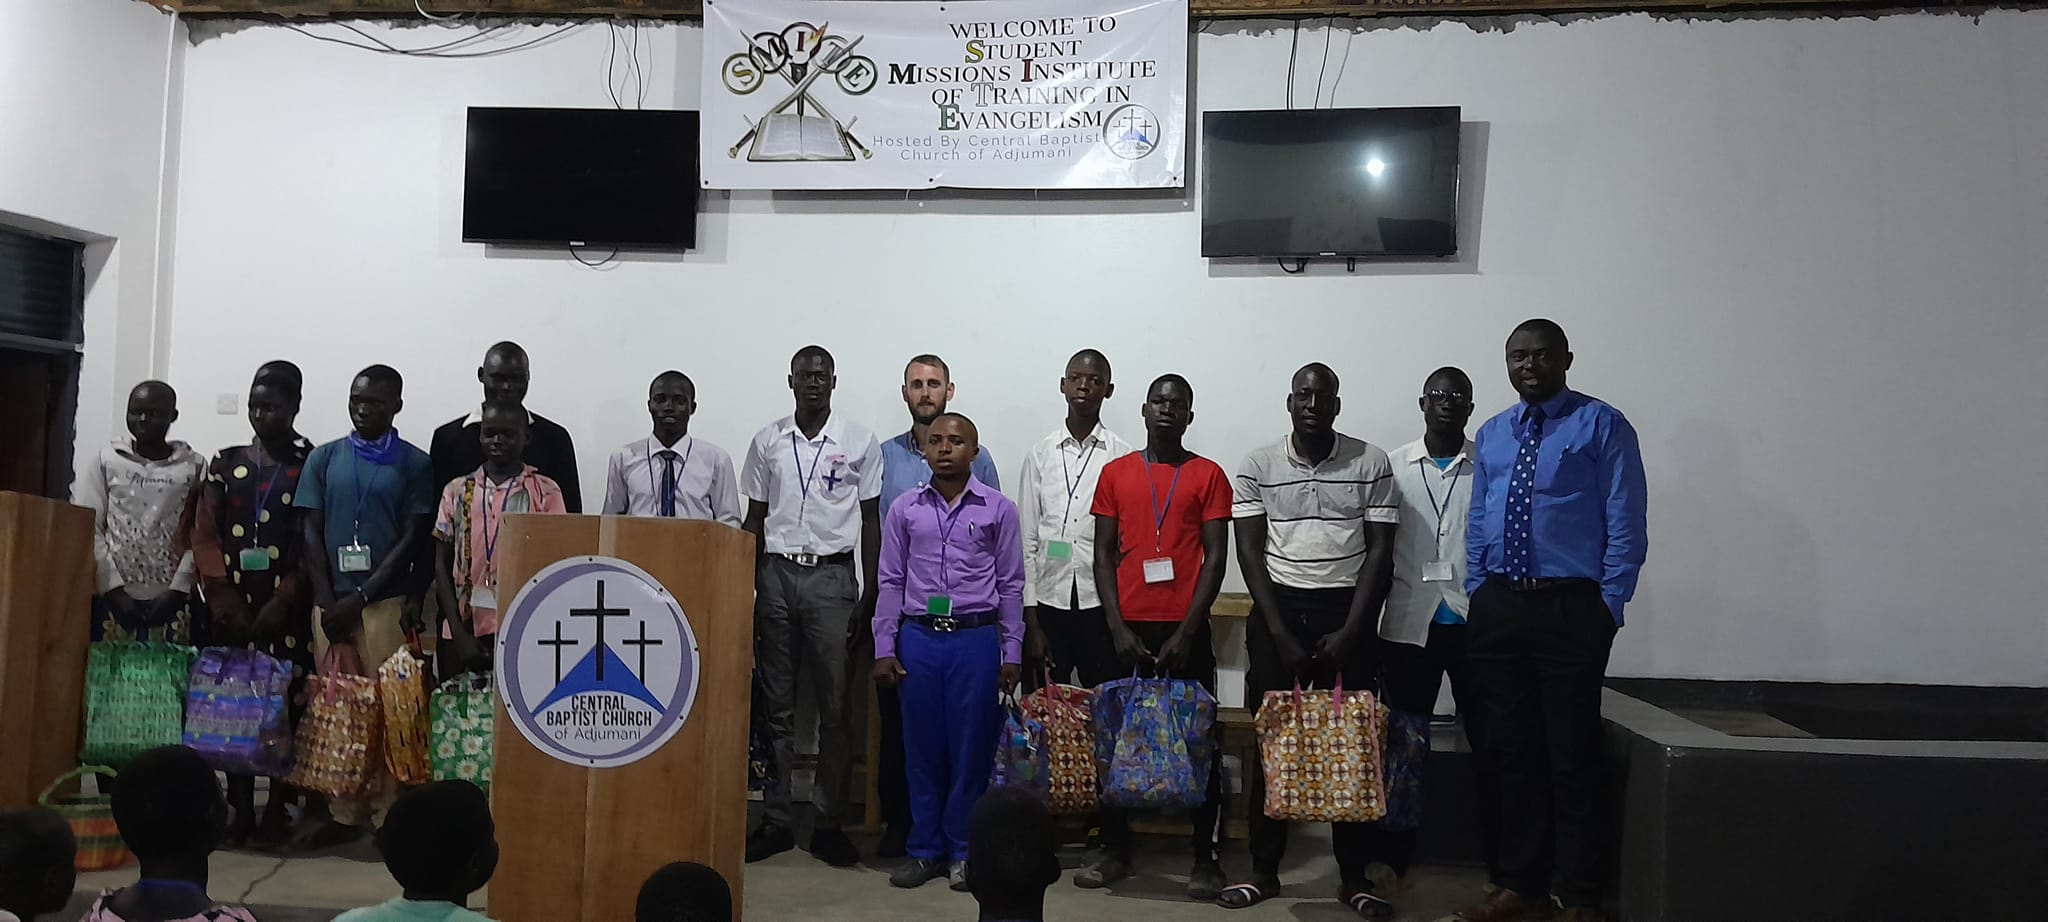 SMITE
WELCOME TO
STUDENT
MISSIONS INSTITUTE
OF TRAINING IN
EVANGELISM
Hosted By Central Baptist
Church of Adjumani
CENTRAL
BAPTIST CHURCH
of Adjumani